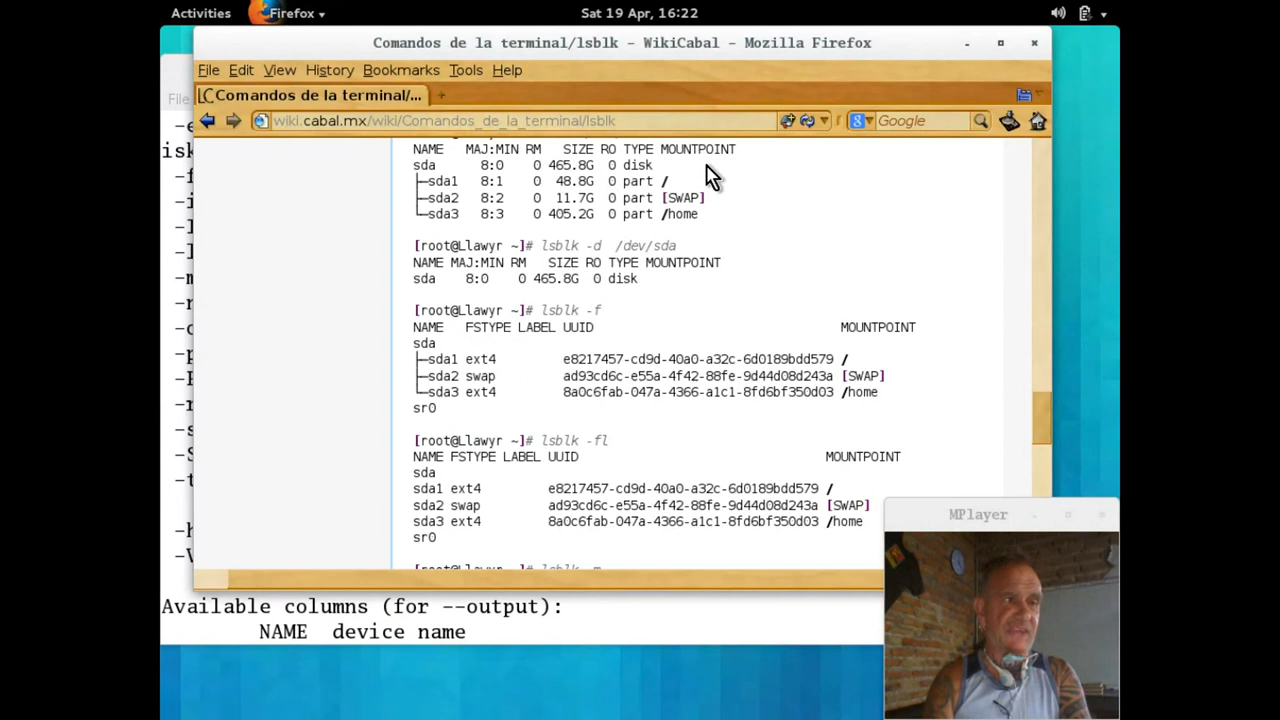 Activities Firefox Sat 19 Apr, 16:22
Comandos de la terminal/lsblk - WikiCabal - Mozilla Firefox
File Edit View History Bookmarks Tools Help
Comandos de la terminal/...
wiki.cabal.mx/wiki/Comandos_de_la_terminal/lsblk Google
NAME MAJ:MIN RM SIZE RO TYPE MOUNTPOINT
sda 8:0 0 465.8G 0 disk
├─sda1 8:1 0 48.8G 0 part /
├─sda2 8:2 0 11.7G 0 part [SWAP]
└─sda3 8:3 0 405.2G 0 part /home
[root@Llawyr ~]# lsblk -d /dev/sda
NAME MAJ:MIN RM SIZE RO TYPE MOUNTPOINT
sda 8:0 0 465.8G 0 disk
[root@Llawyr ~]# lsblk -f
NAME FSTYPE LABEL UUID MOUNTPOINT
sda
├─sda1 ext4 e8217457-cd9d-40a0-a32c-6d0189bdd579 /
├─sda2 swap ad93cd6c-e55a-4f42-88fe-9d44d08d243a [SWAP]
└─sda3 ext4 8a0c6fab-047a-4366-a1c1-8fd6bf350d03 /home
sr0
[root@Llawyr ~]# lsblk -fl
NAME FSTYPE LABEL UUID MOUNTPOINT
sda
sda1 ext4 e8217457-cd9d-40a0-a32c-6d0189bdd579 /
sda2 swap ad93cd6c-e55a-4f42-88fe-9d44d08d243a [SWAP]
sda3 ext4 8a0c6fab-047a-4366-a1c1-8fd6bf350d03 /home
sr0
[root@Llawyr ~]# lsblk -m
MPlayer
File
isk
Available columns (for --output):
NAME device name